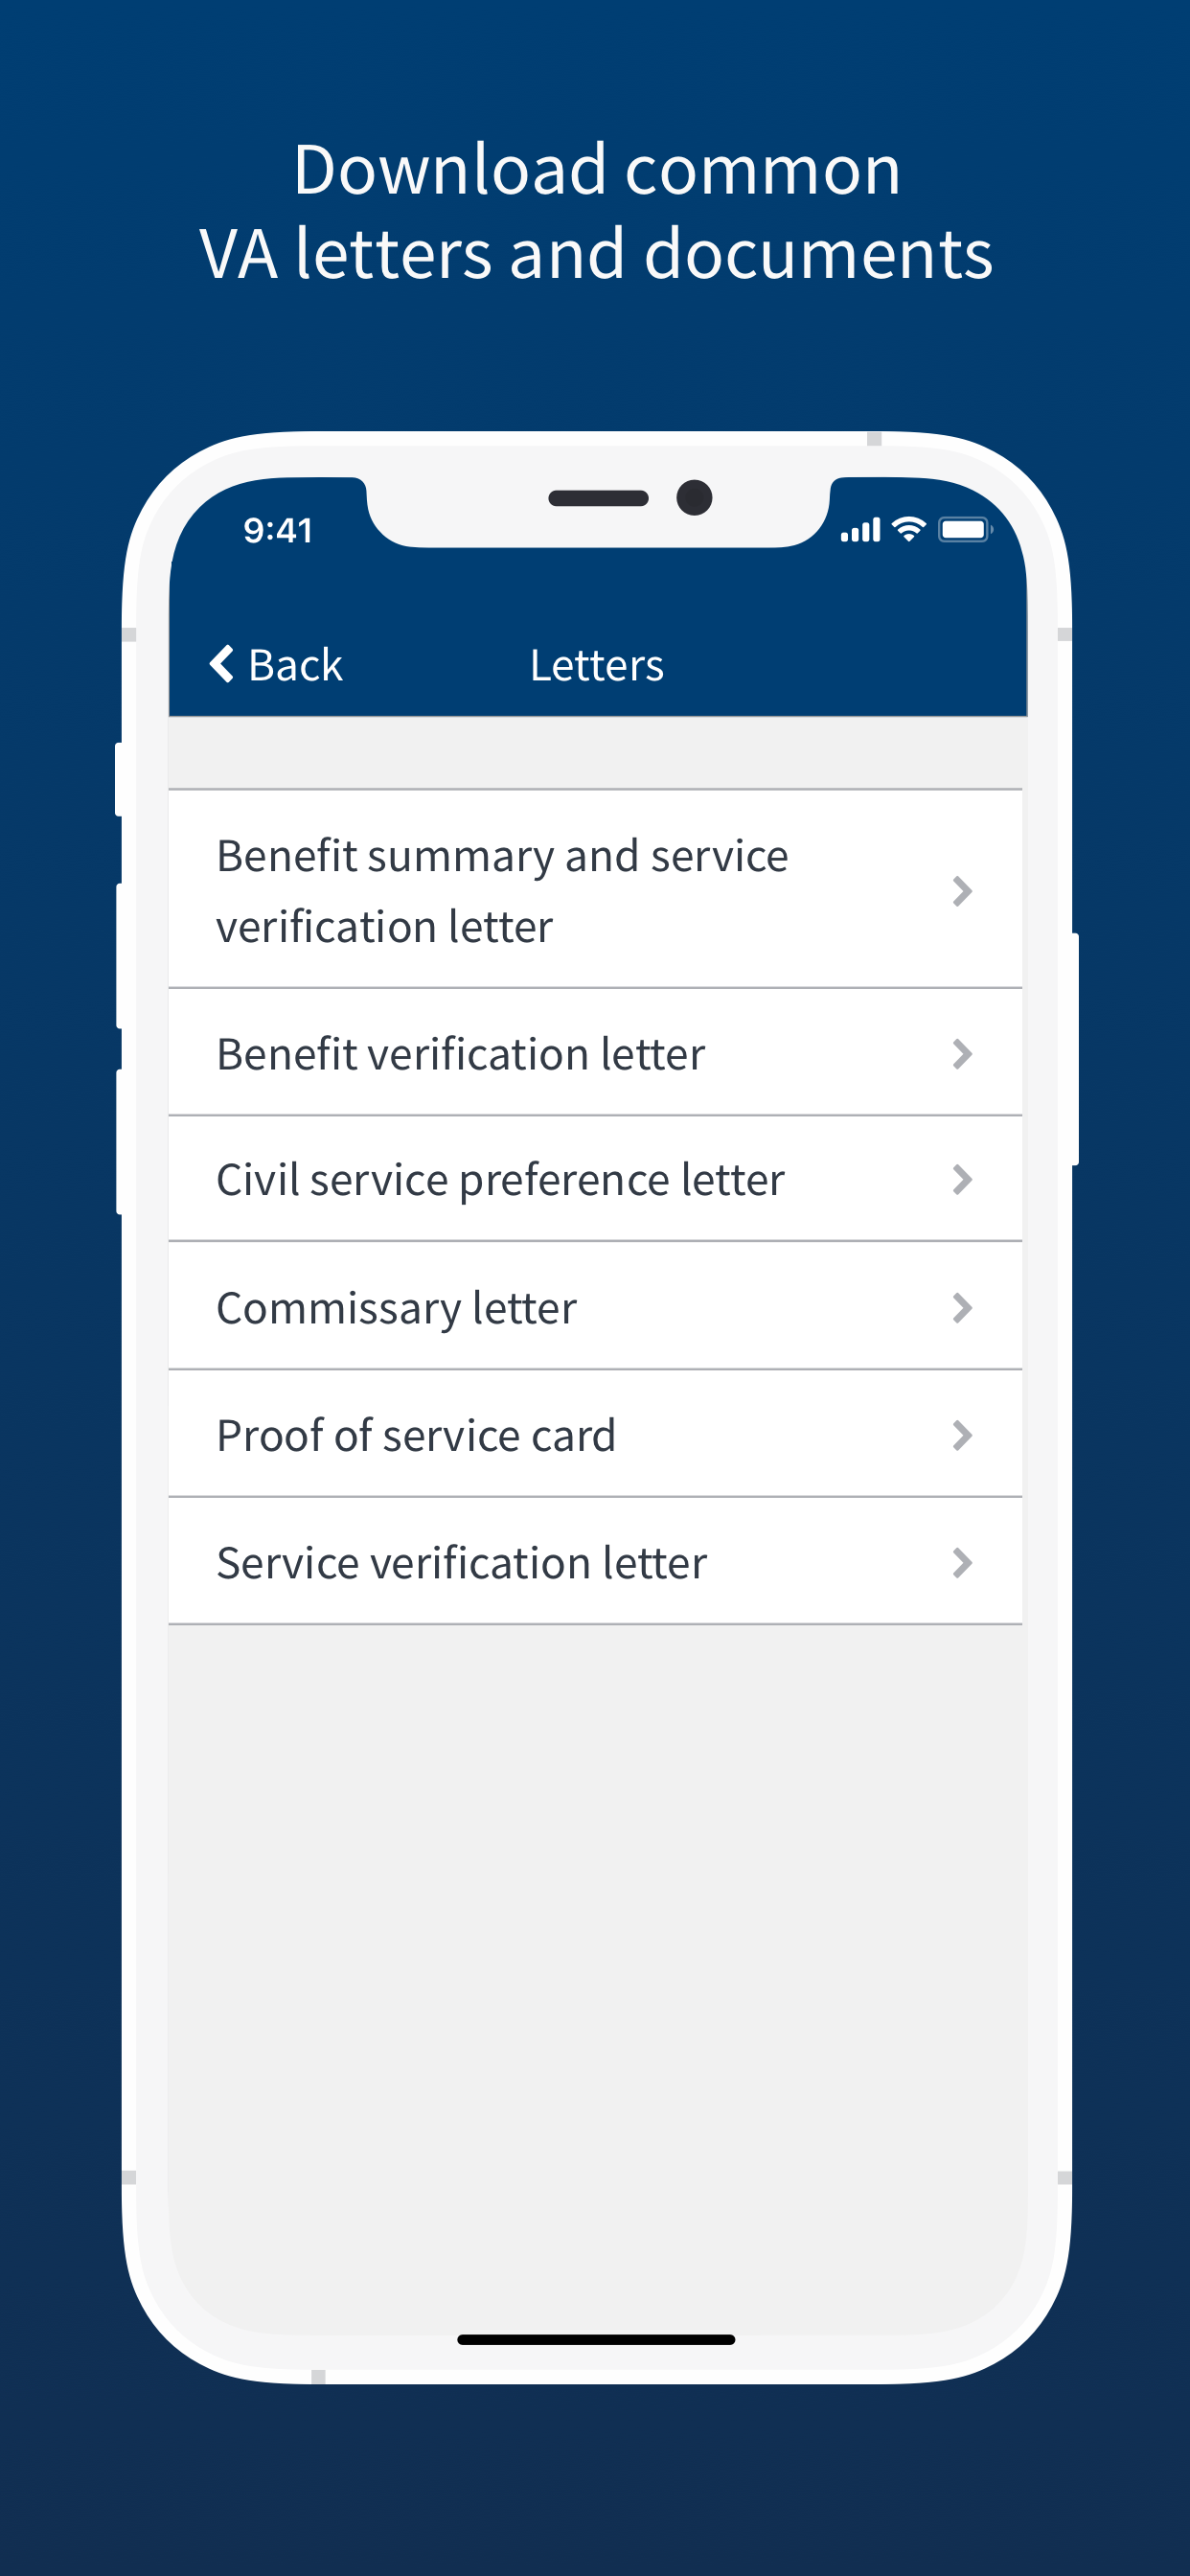 Download common
VA letters and documents
9:41
Back
Letters
Benefit summary and service
verification letter
Benefit verification letter
Civil service preference letter
Commissary letter
Proof of service card
Service verification letter